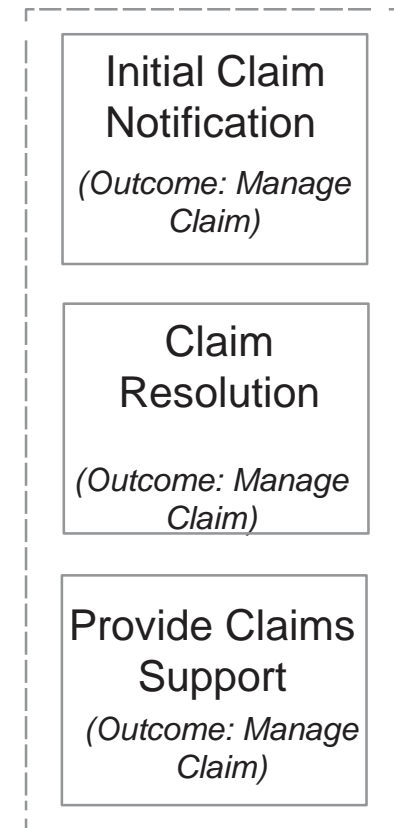 Initial Claim
Notification
(Outcome: Manage
Claim)
Claim
Resolution
(Outcome: Manage
Claim)
Provide Claims
Support
(Outcome: Manage
Claim)